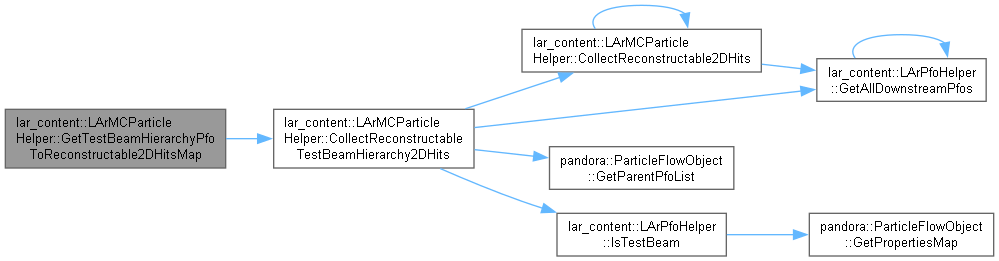 lar_content::LArMCParticle
Helper::GetTestBeamHierarchyPfo
ToReconstructable2DHitsMap
lar_content::LArMCParticle
Helper::CollectReconstructable
TestBeamHierarchy2DHits
lar_content::LArMCParticle
Helper::CollectReconstructable2DHits
lar_content::LArPfoHelper
::GetAllDownstreamPfos
pandora::ParticleFlowObject
::GetParentPfoList
lar_content::LArPfoHelper
::IsTestBeam
pandora::ParticleFlowObject
::GetPropertiesMap